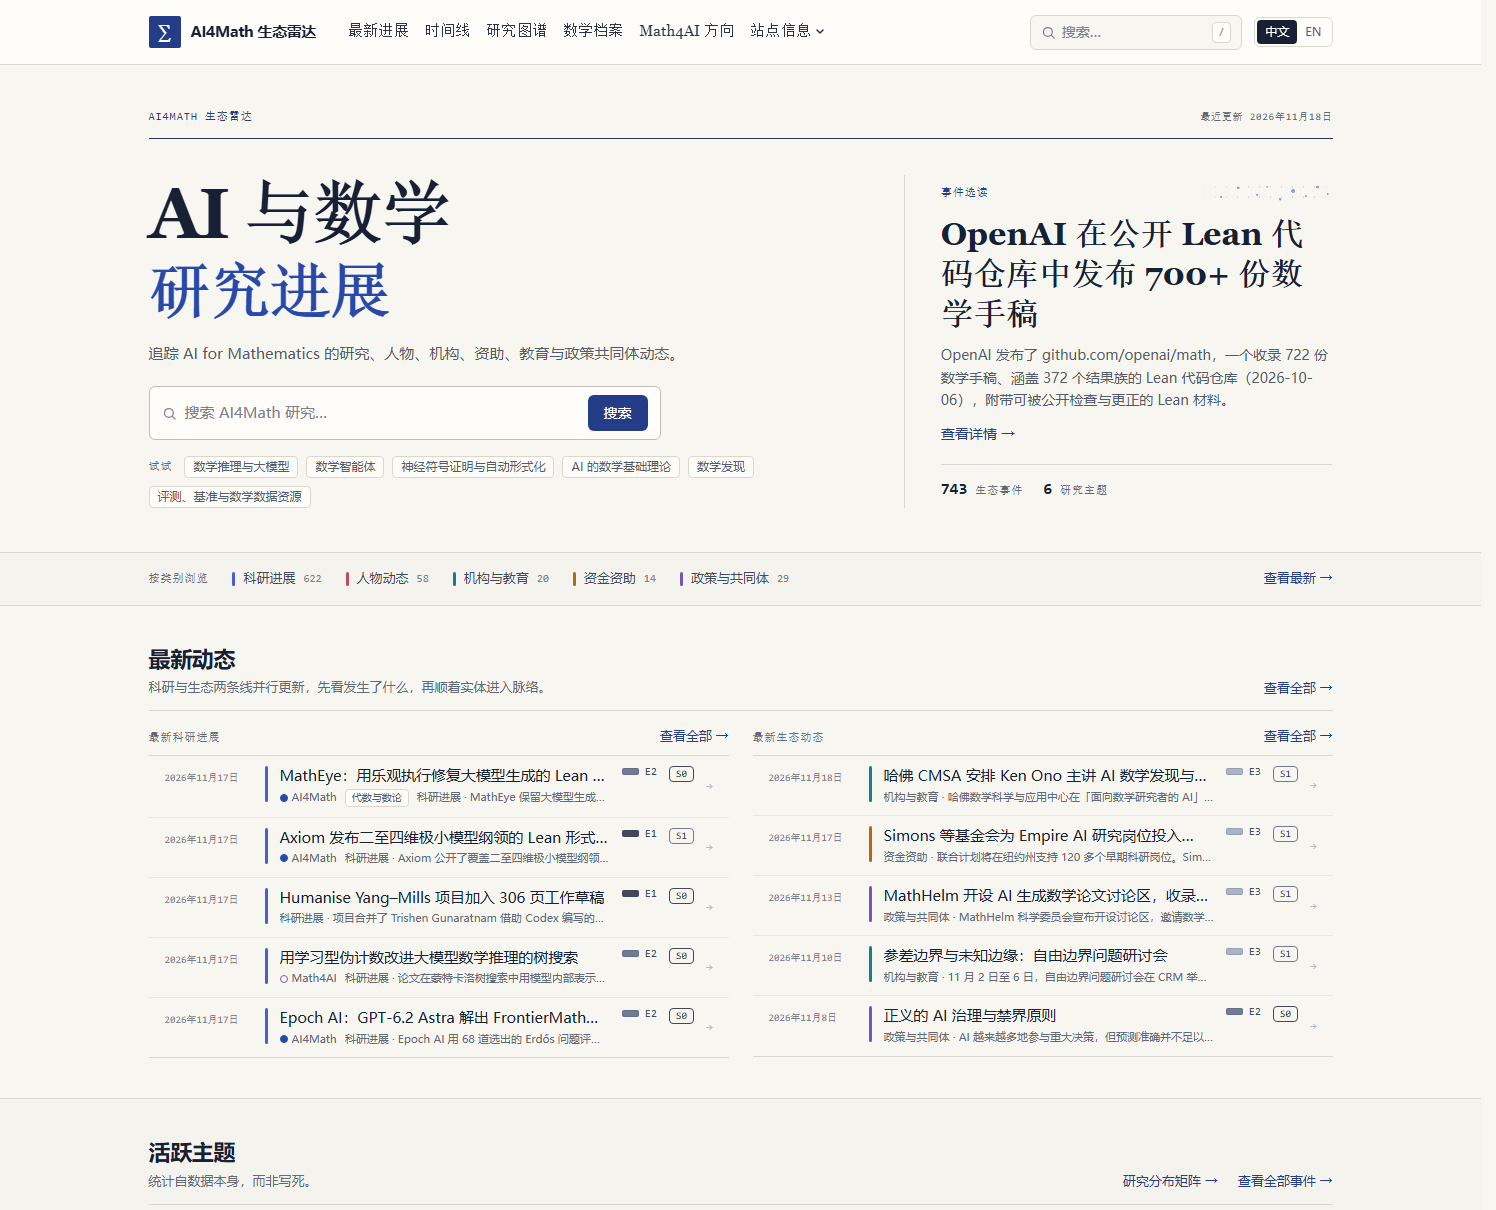 AI4Math 生态雷达
最新进展 时间线 研究图谱 数学档案 Math4AI 方向 站点信息
搜索... /
中文 EN
AI4MATH 生态雷达
最近更新 2026年11月18日
AI 与数学
研究进展
追踪 AI for Mathematics 的研究、人物、机构、资助、教育与政策共同体动态。
搜索 AI4Math 研究...
搜索
试试 数学推理与大模型 数学智能体 神经符号证明与自动形式化 AI 的数学基础理论 数学发现
评测、基准与数学数据资源
事件选读
OpenAI 在公开 Lean 代
码仓库中发布 700+ 份数
学手稿
OpenAI 发布了 github.com/openai/math，一个收录 722 份
数学手稿、涵盖 372 个结果族的 Lean 代码仓库（2026-10-
06），附带可被公开检查与更正的 Lean 材料。
查看详情 →
743 生态事件 6 研究主题
按类别浏览 科研进展 622 人物动态 58 机构与教育 20 资金资助 14 政策与共同体 29
查看最新 →
最新动态
科研与生态两条线并行更新，先看发生了什么，再顺着实体进入脉络。
查看全部 →
最新科研进展
查看全部 →
2026年11月17日 MathEye：用乐观执行修复大模型生成的 Lean ... E2 S0 →
AI4Math 代数与数论 科研进展 · MathEye 保留大模型生成...
2026年11月17日 Axiom 发布二至四维极小模型纲领的 Lean 形式... E1 S1 →
AI4Math 科研进展 · Axiom 公开了覆盖二至四维极小模型纲领...
2026年11月17日 Humanise Yang–Mills 项目加入 306 页工作草稿 E1 S0 →
科研进展 · 项目合并了 Trishen Gunaratnam 借助 Codex 编写的...
2026年11月17日 用学习型伪计数改进大模型数学推理的树搜索 E2 S0 →
Math4AI 科研进展 · 论文在蒙特卡洛树搜索中用模型内部表示...
2026年11月17日 Epoch AI：GPT-6.2 Astra 解出 FrontierMath... E2 S0 →
AI4Math 科研进展 · Epoch AI 用 68 道选出的 Erdős 问题评...
最新生态动态
查看全部 →
2026年11月18日 哈佛 CMSA 安排 Ken Ono 主讲 AI 数学发现与... E3 S1 →
机构与教育 · 哈佛数学科学与应用中心在「面向数学研究者的 AI」...
2026年11月17日 Simons 等基金会为 Empire AI 研究岗位投入... E3 S1 →
资金资助 · 联合计划将在纽约州支持 120 多个早期科研岗位。Sim...
2026年11月13日 MathHelm 开设 AI 生成数学论文讨论区，收录... E3 S1 →
政策与共同体 · MathHelm 科学委员会宣布开设讨论区，邀请数学...
2026年11月10日 参差边界与未知边缘：自由边界问题研讨会 E3 S1 →
机构与教育 · 11 月 2 日至 6 日，自由边界问题研讨会在 CRM 举...
2026年11月8日 正义的 AI 治理与禁界原则 E2 S0 →
政策与共同体 · AI 越来越多地参与重大决策，但预测准确并不足以...
活跃主题
统计自数据本身，而非写死。
研究分布矩阵 → 查看全部事件 →